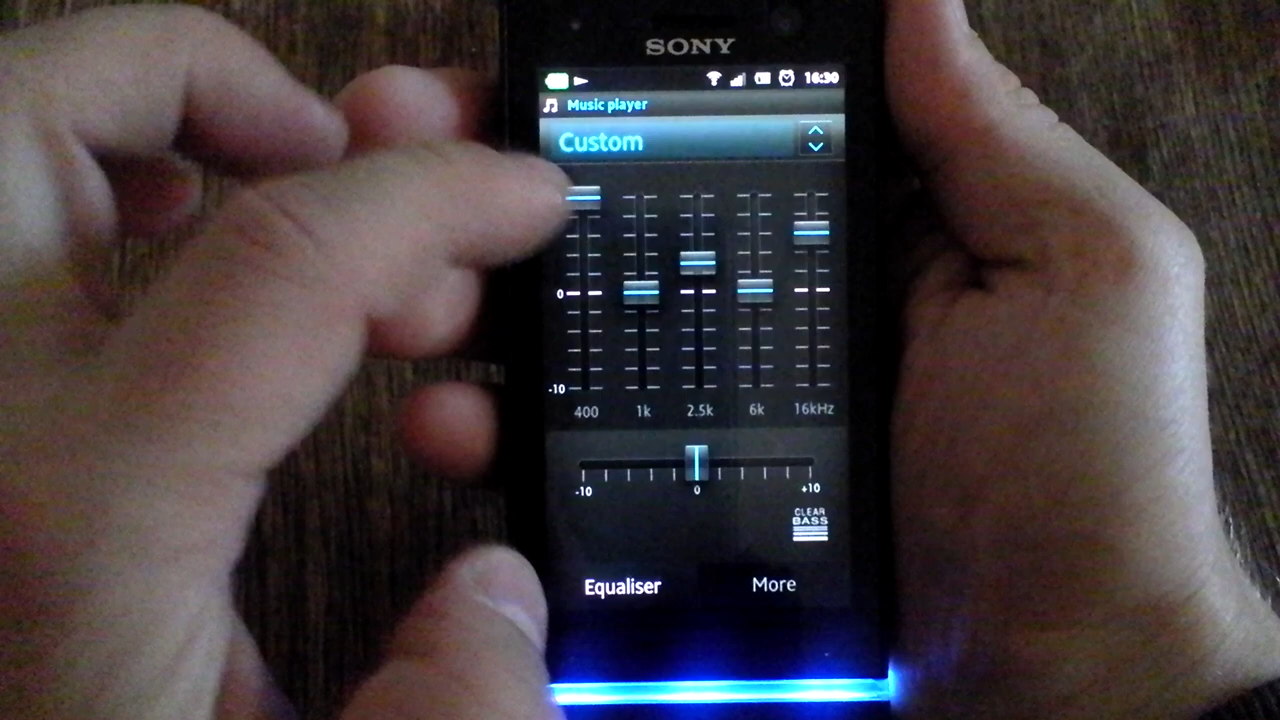 SONY
16:30
Music player
Custom
0
-10
400 1k 2.5k 6k 16kHz
-10 0 +10
CLEAR
BASS
Equaliser More